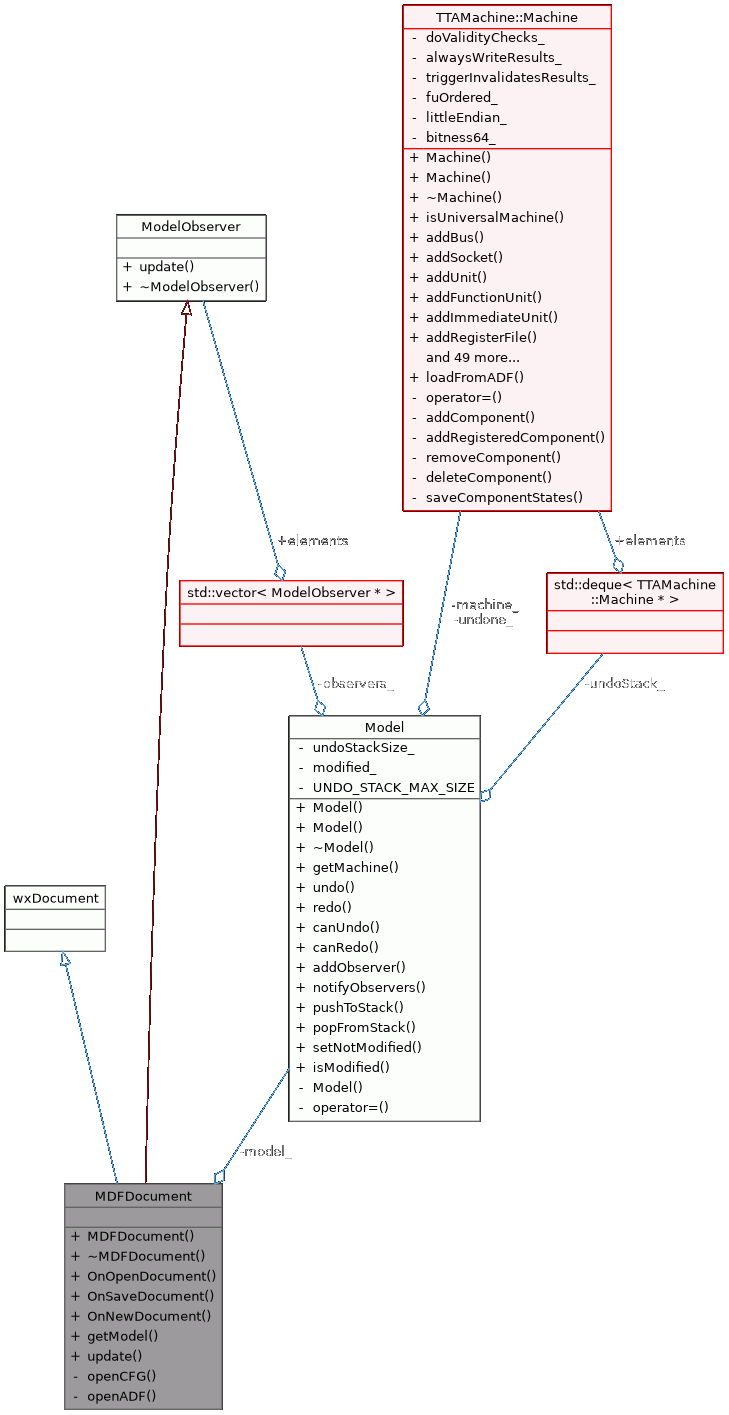 TTAMachine::Machine
- doValidityChecks_
- alwaysWriteResults_
- triggerInvalidatesResults_
- fuOrdered_
- littleEndian_
- bitness64_
+ Machine()
+ Machine()
+ ~Machine()
+ isUniversalMachine()
+ addBus()
+ addSocket()
+ addUnit()
+ addFunctionUnit()
+ addImmediateUnit()
+ addRegisterFile()
and 49 more...
+ loadFromADF()
- operator=()
- addComponent()
- addRegisteredComponent()
- removeComponent()
- deleteComponent()
- saveComponentStates()
ModelObserver
+ update()
+ ~ModelObserver()
+elements
+elements
std::vector< ModelObserver * >
std::deque< TTAMachine
::Machine * >
-machine_
-undone_
-observers_
-undoStack_
Model
- undoStackSize_
- modified_
- UNDO_STACK_MAX_SIZE
+ Model()
+ Model()
+ ~Model()
+ getMachine()
+ undo()
+ redo()
+ canUndo()
+ canRedo()
+ addObserver()
+ notifyObservers()
+ pushToStack()
+ popFromStack()
+ setNotModified()
+ isModified()
- Model()
- operator=()
wxDocument
-model_
MDFDocument
+ MDFDocument()
+ ~MDFDocument()
+ OnOpenDocument()
+ OnSaveDocument()
+ OnNewDocument()
+ getModel()
+ update()
- openCFG()
- openADF()